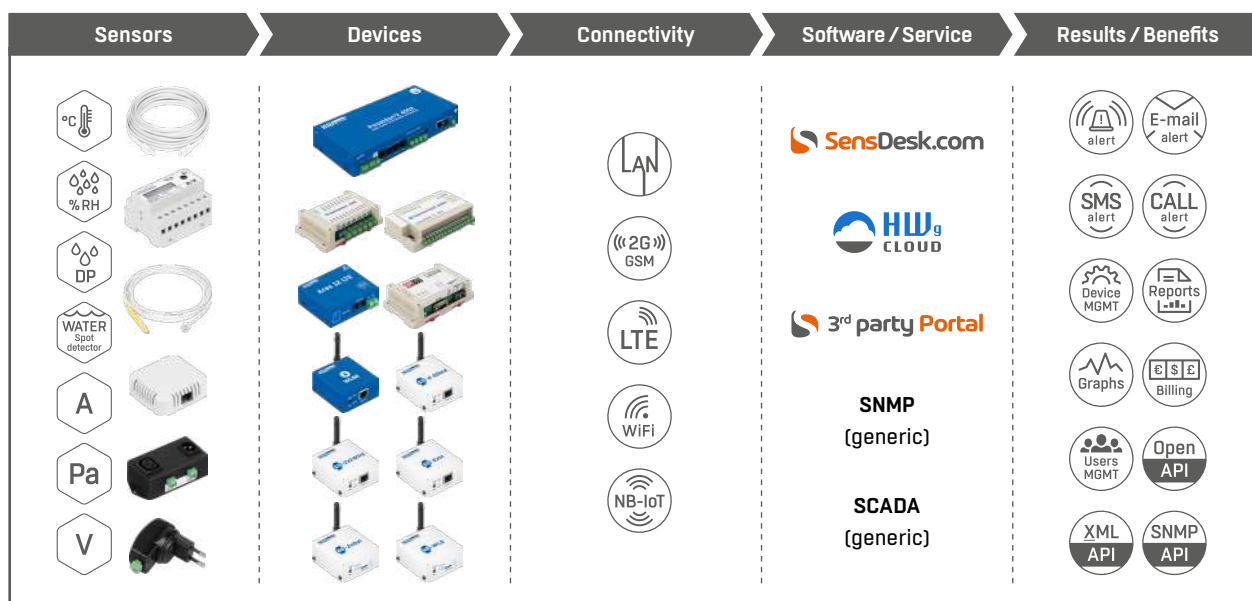 Sensors
Devices
Connectivity
Software / Service
Results / Benefits
°C
%RH
DP
WATER
Spot
detector
A
Pa
V
LAN
2G
GSM
LTE
WiFi
NB-IoT
SensDesk.com
HWg
CLOUD
3rd party Portal
SNMP
(generic)
SCADA
(generic)
alert
E-mail
alert
SMS
alert
CALL
alert
Device
MGMT
Reports
Graphs
€ $ £
Billing
Users
MGMT
Open
API
XML
API
SNMP
API